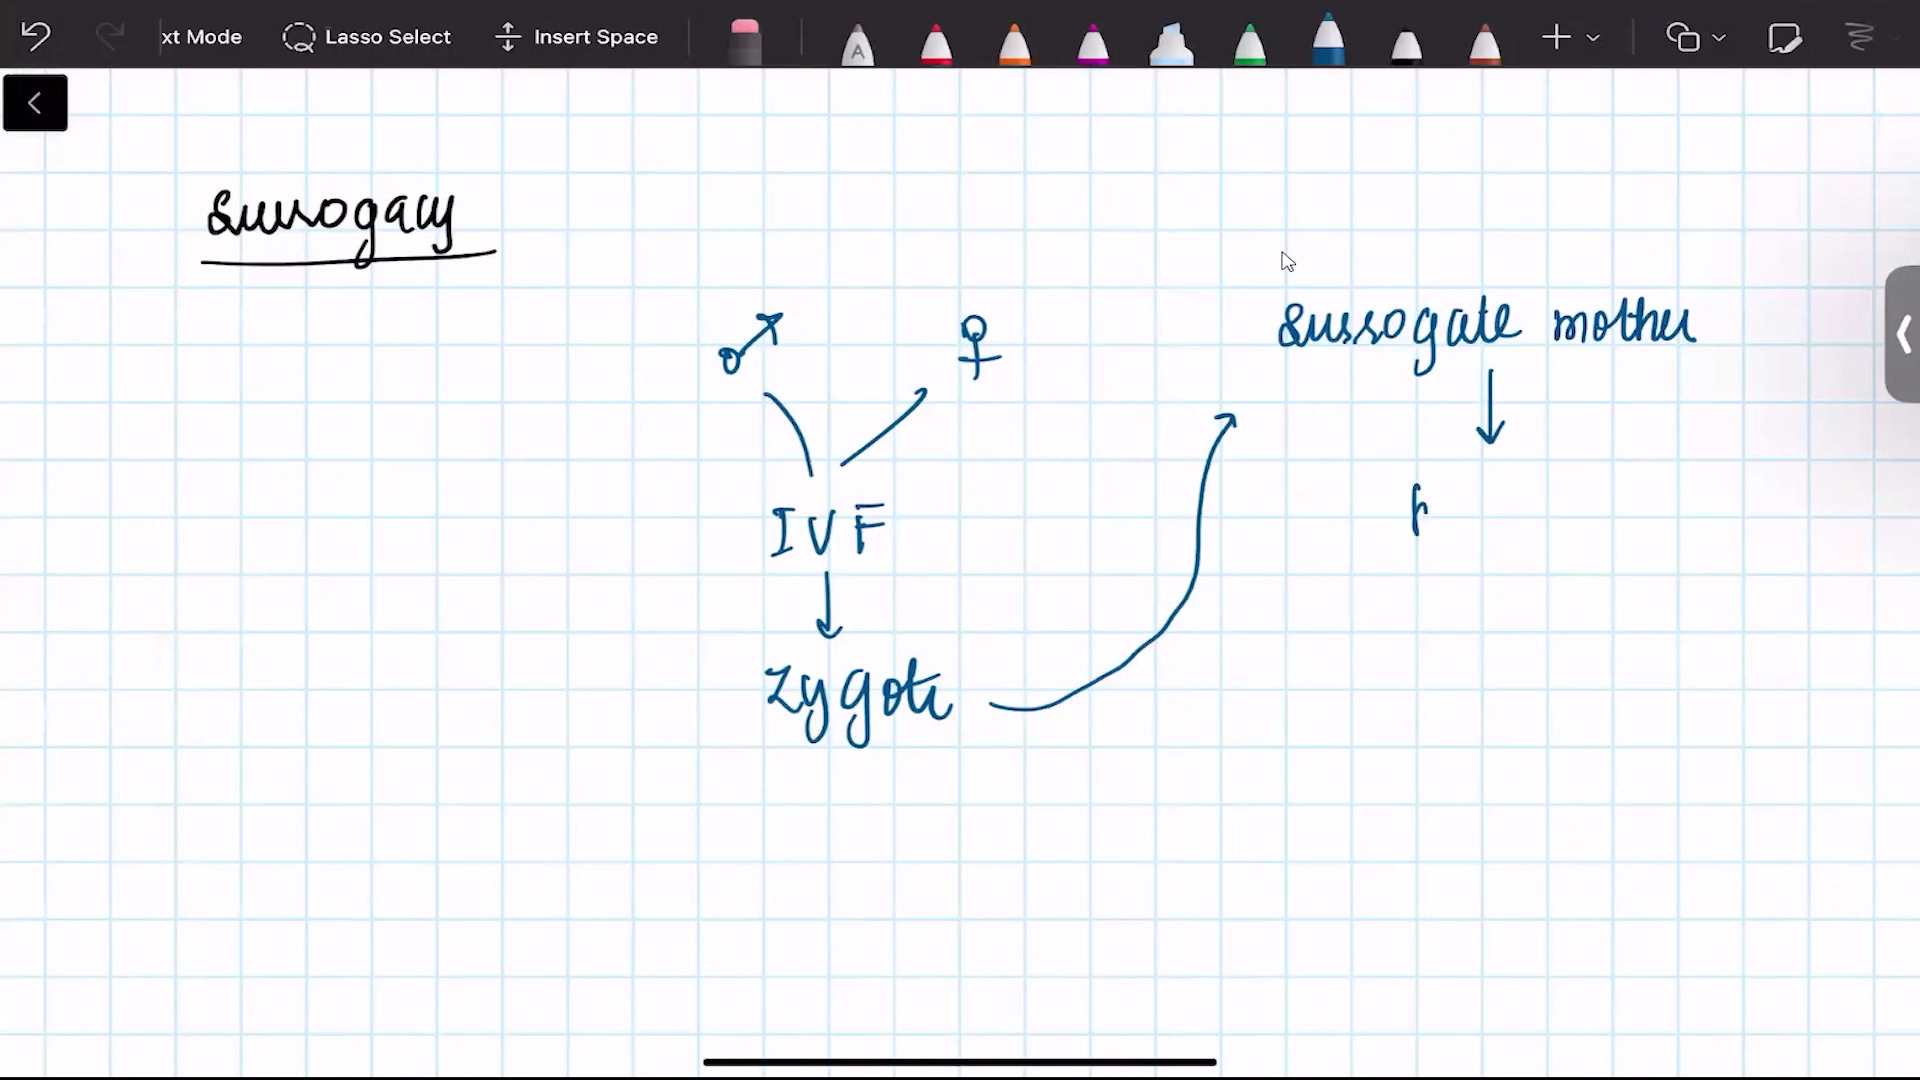 xt Mode Lasso Select Insert Space
A
Surrogacy
♂ ♀
IVF
Zygote
Surrogate mother